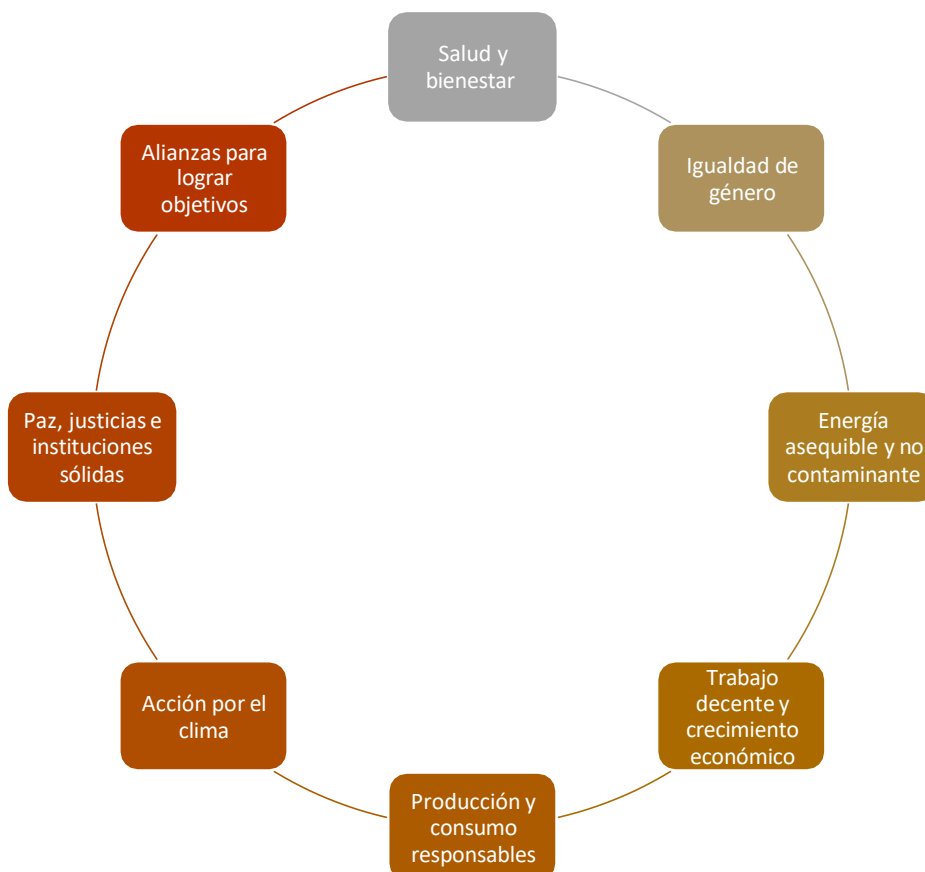 Salud y
bienestar
Igualdad de
género
Energía
asequible y no
contaminante
Trabajo
decente y
crecimiento
económico
Producción y
consumo
responsables
Acción por el
clima
Paz, justicias e
instituciones
sólidas
Alianzas para
lograr
objetivos